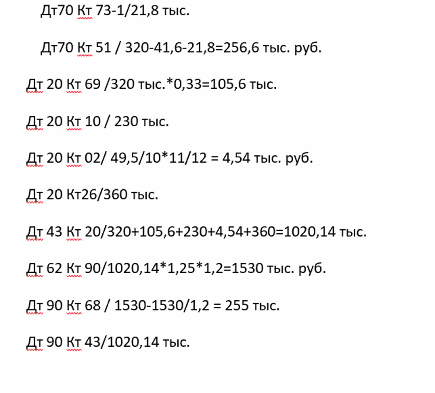 Дт70 Кт 73-1/21,8 тыс.
Дт70 Кт 51 / 320-41,6-21,8=256,6 тыс. руб.
Дт 20 Кт 69 /320 тыс.*0,33=105,6 тыс.
Дт 20 Кт 10 / 230 тыс.
Дт 20 Кт 02/ 49,5/10*11/12 = 4,54 тыс. руб.
Дт 20 Кт26/360 тыс.
Дт 43 Кт 20/320+105,6+230+4,54+360=1020,14 тыс.
Дт 62 Кт 90/1020,14*1,25*1,2=1530 тыс. руб.
Дт 90 Кт 68 / 1530-1530/1,2 = 255 тыс.
Дт 90 Кт 43/1020,14 тыс.